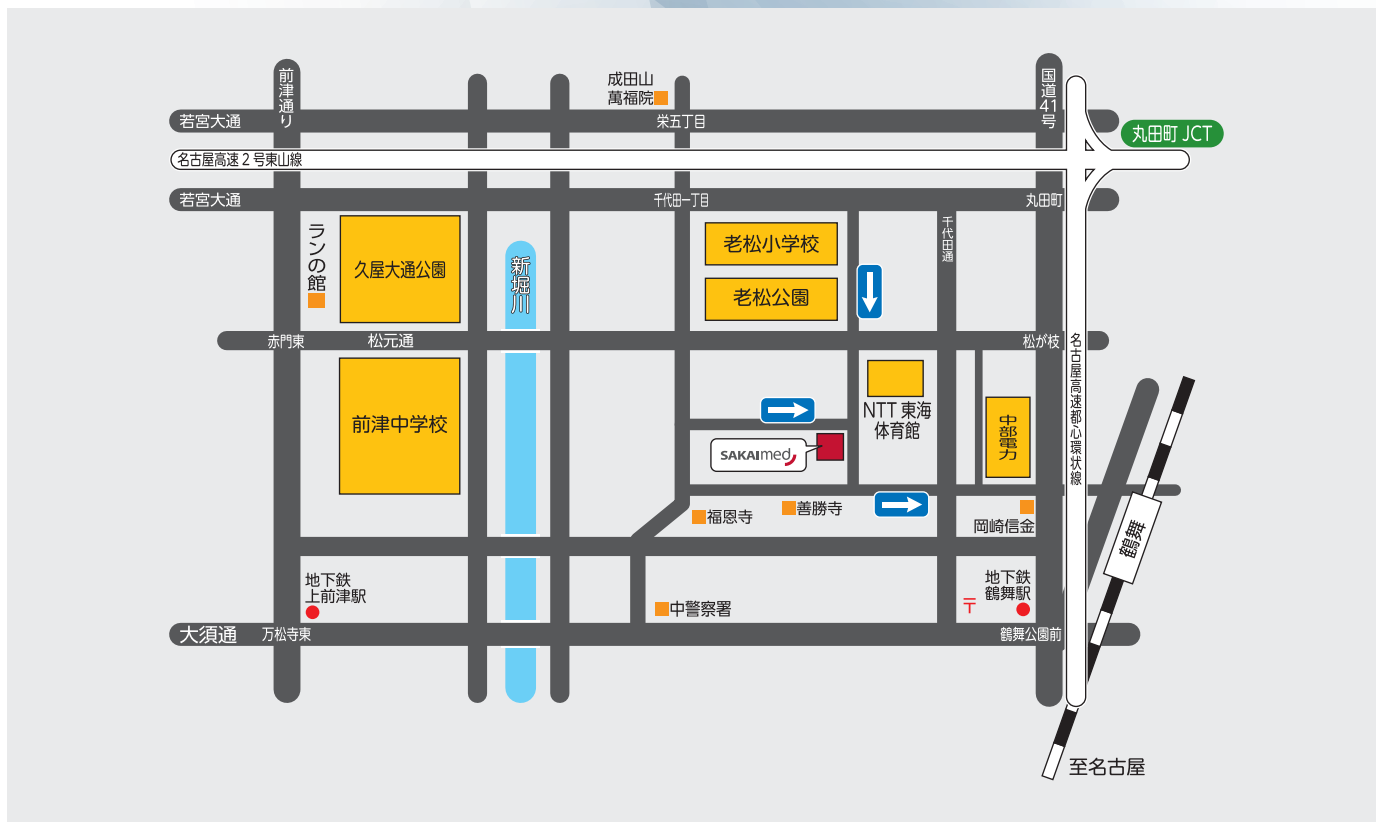 成田山
萬福院
前津通り
国道41号
若宮大通
栄五丁目
丸田町 JCT
名古屋高速 2 号東山線
若宮大通
千代田一丁目
丸田町
千代田通
ランの館
久屋大通公園
新堀川
老松小学校
老松公園
赤門東
松元通
松が枝
名古屋高速都心環状線
前津中学校
NTT 東海
体育館
中部電力
SAKAImed
福恩寺
善勝寺
岡崎信金
鶴舞
地下鉄
上前津駅
中警察署
〒
地下鉄
鶴舞駅
大須通
万松寺東
鶴舞公園前
至名古屋